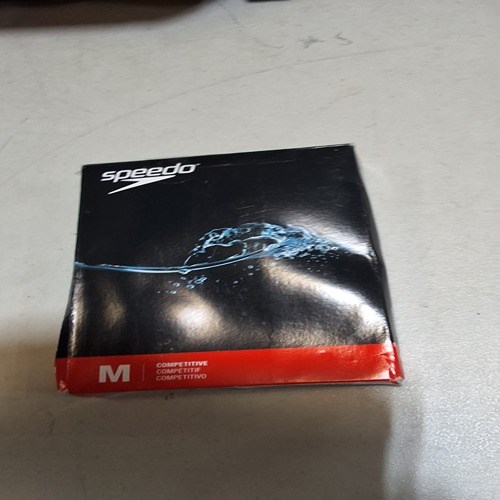 speedo
M
COMPETITIVE
COMPÉTITIF
COMPETITIVO